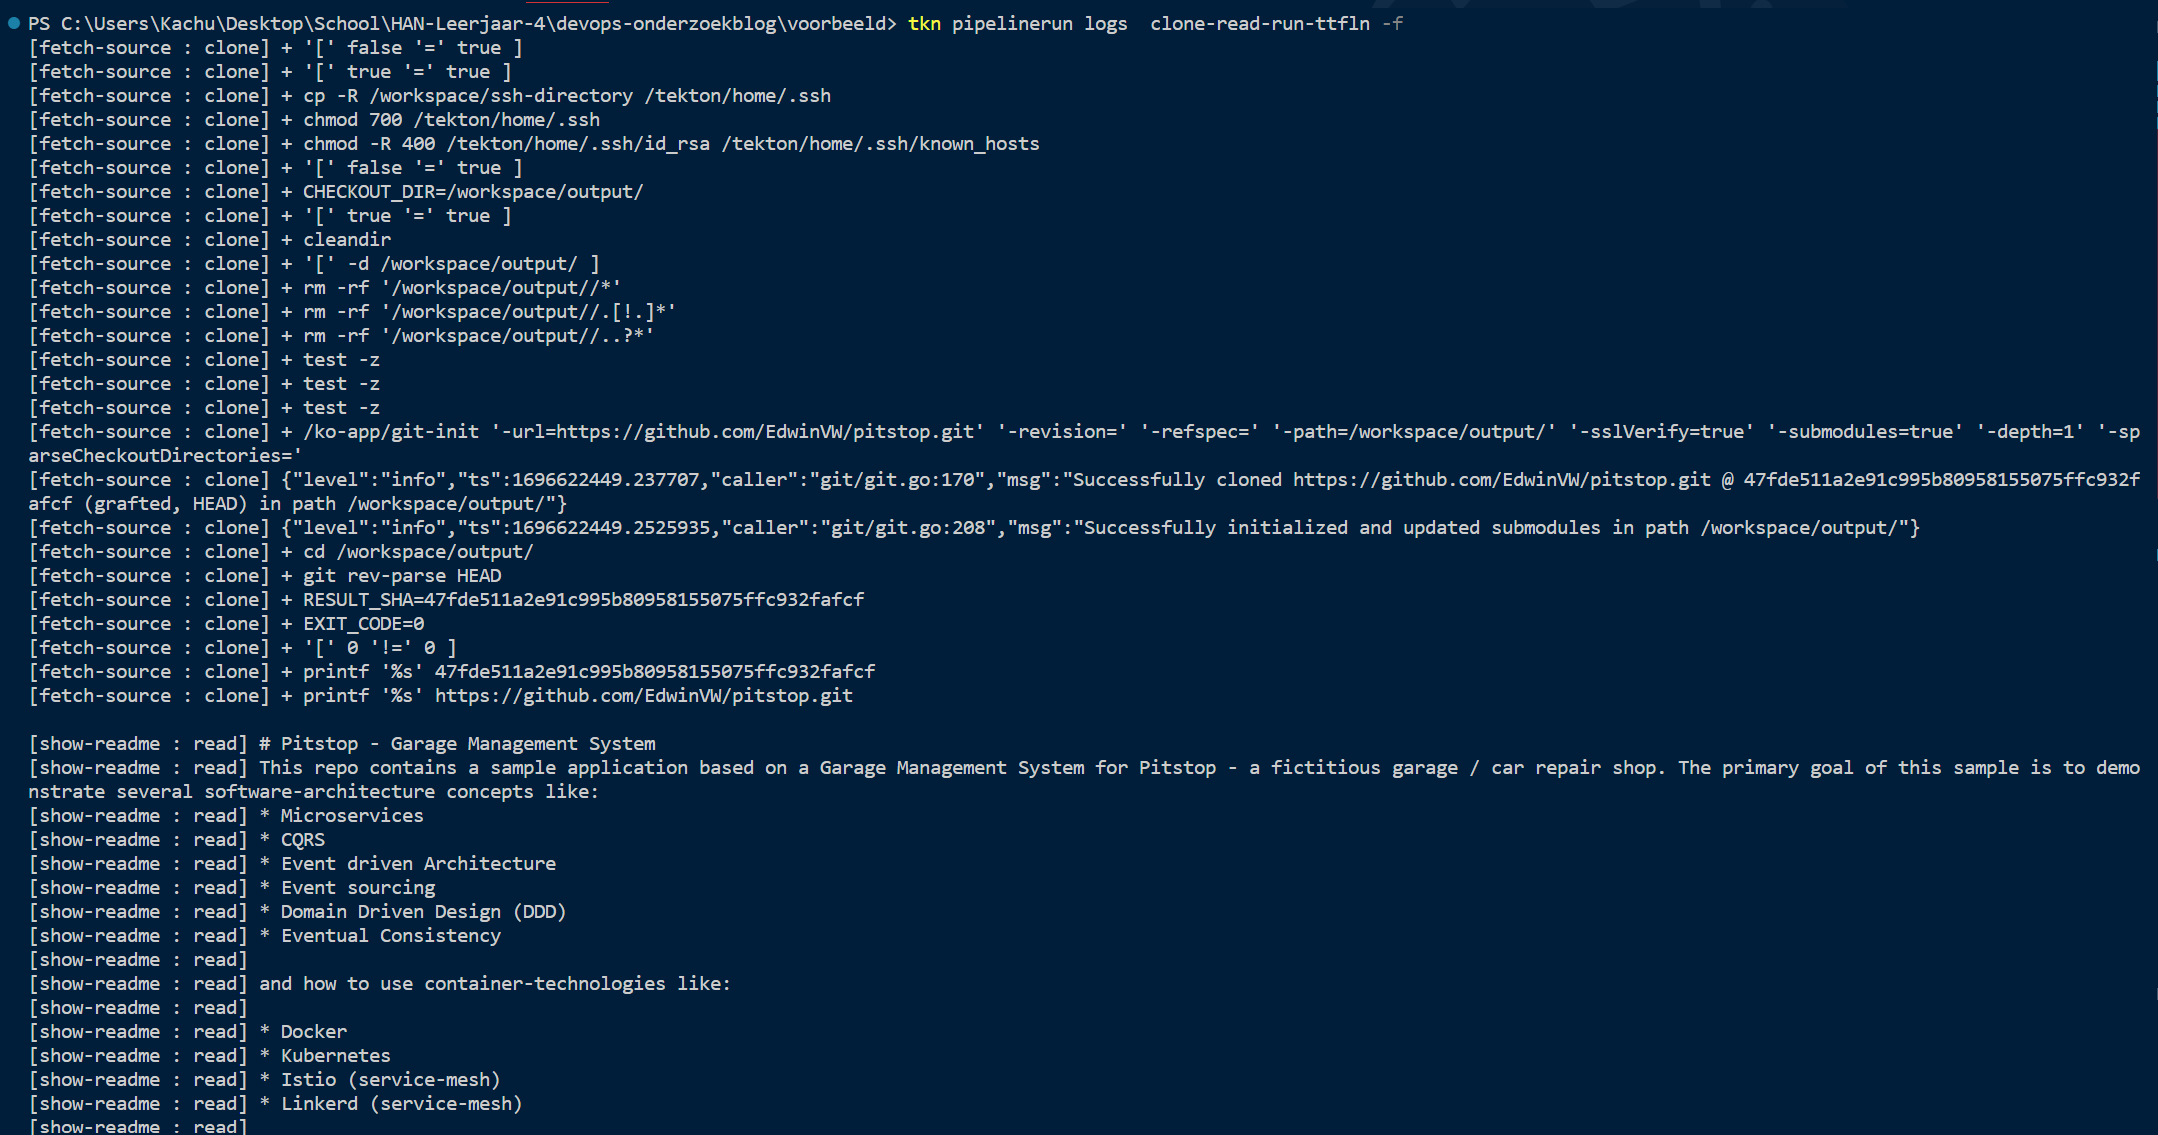 PS C:\Users\Kachu\Desktop\School\HAN-Leerjaar-4\devops-onderzoekblog\voorbeeld> tkn pipelinerun logs  clone-read-run-ttfln -f
[fetch-source : clone] + '[' false '=' true ]
[fetch-source : clone] + '[' true '=' true ]
[fetch-source : clone] + cp -R /workspace/ssh-directory /tekton/home/.ssh
[fetch-source : clone] + chmod 700 /tekton/home/.ssh
[fetch-source : clone] + chmod -R 400 /tekton/home/.ssh/id_rsa /tekton/home/.ssh/known_hosts
[fetch-source : clone] + '[' false '=' true ]
[fetch-source : clone] + CHECKOUT_DIR=/workspace/output/
[fetch-source : clone] + '[' true '=' true ]
[fetch-source : clone] + cleandir
[fetch-source : clone] + '[' -d /workspace/output/ ]
[fetch-source : clone] + rm -rf '/workspace/output//*'
[fetch-source : clone] + rm -rf '/workspace/output//.[!.]*'
[fetch-source : clone] + rm -rf '/workspace/output//..?*'
[fetch-source : clone] + test -z
[fetch-source : clone] + test -z
[fetch-source : clone] + test -z
[fetch-source : clone] + /ko-app/git-init '-url=https://github.com/EdwinVW/pitstop.git' '-revision=' '-refspec=' '-path=/workspace/output/' '-sslVerify=true' '-submodules=true' '-depth=1' '-sp
arseCheckoutDirectories='
[fetch-source : clone] {"level":"info","ts":1696622449.237707,"caller":"git/git.go:170","msg":"Successfully cloned https://github.com/EdwinVW/pitstop.git @ 47fde511a2e91c995b80958155075ffc932f
afcf (grafted, HEAD) in path /workspace/output/"}
[fetch-source : clone] {"level":"info","ts":1696622449.2525935,"caller":"git/git.go:208","msg":"Successfully initialized and updated submodules in path /workspace/output/"}
[fetch-source : clone] + cd /workspace/output/
[fetch-source : clone] + git rev-parse HEAD
[fetch-source : clone] + RESULT_SHA=47fde511a2e91c995b80958155075ffc932fafcf
[fetch-source : clone] + EXIT_CODE=0
[fetch-source : clone] + '[' 0 '!=' 0 ]
[fetch-source : clone] + printf '%s' 47fde511a2e91c995b80958155075ffc932fafcf
[fetch-source : clone] + printf '%s' https://github.com/EdwinVW/pitstop.git
[show-readme : read] # Pitstop - Garage Management System
[show-readme : read] This repo contains a sample application based on a Garage Management System for Pitstop - a fictitious garage / car repair shop. The primary goal of this sample is to demo
nstrate several software-architecture concepts like:
[show-readme : read] * Microservices
[show-readme : read] * CQRS
[show-readme : read] * Event driven Architecture
[show-readme : read] * Event sourcing
[show-readme : read] * Domain Driven Design (DDD)
[show-readme : read] * Eventual Consistency
[show-readme : read]
[show-readme : read] and how to use container-technologies like:
[show-readme : read]
[show-readme : read] * Docker
[show-readme : read] * Kubernetes
[show-readme : read] * Istio (service-mesh)
[show-readme : read] * Linkerd (service-mesh)
[show-readme : read]